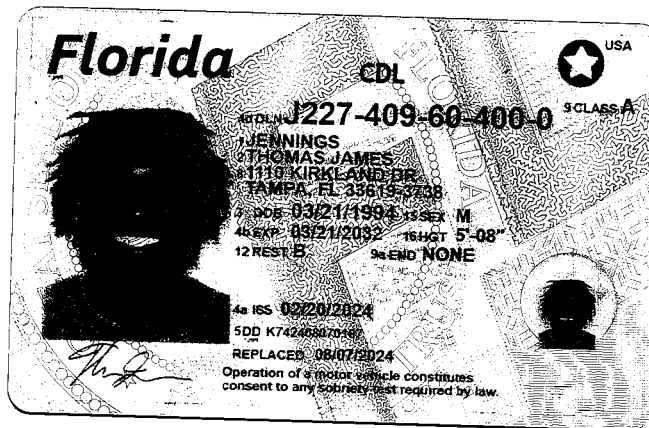 Florida
CDL
USA
4d DLN J227-409-60-400-0
9 CLASS A
1 JENNINGS
2 THOMAS JAMES
8 1110 KIRKLAND DR
TAMPA, FL 33619-3738
3 DOB 03/21/1994 15 SEX M
4b EXP 03/21/2032 16 HGT 5'-08"
12 REST B 9a END NONE
4a ISS 02/20/2024
5 DD
REPLACED 08/07/2024
Operation of a motor vehicle constitutes
consent to any sobriety test required by law.